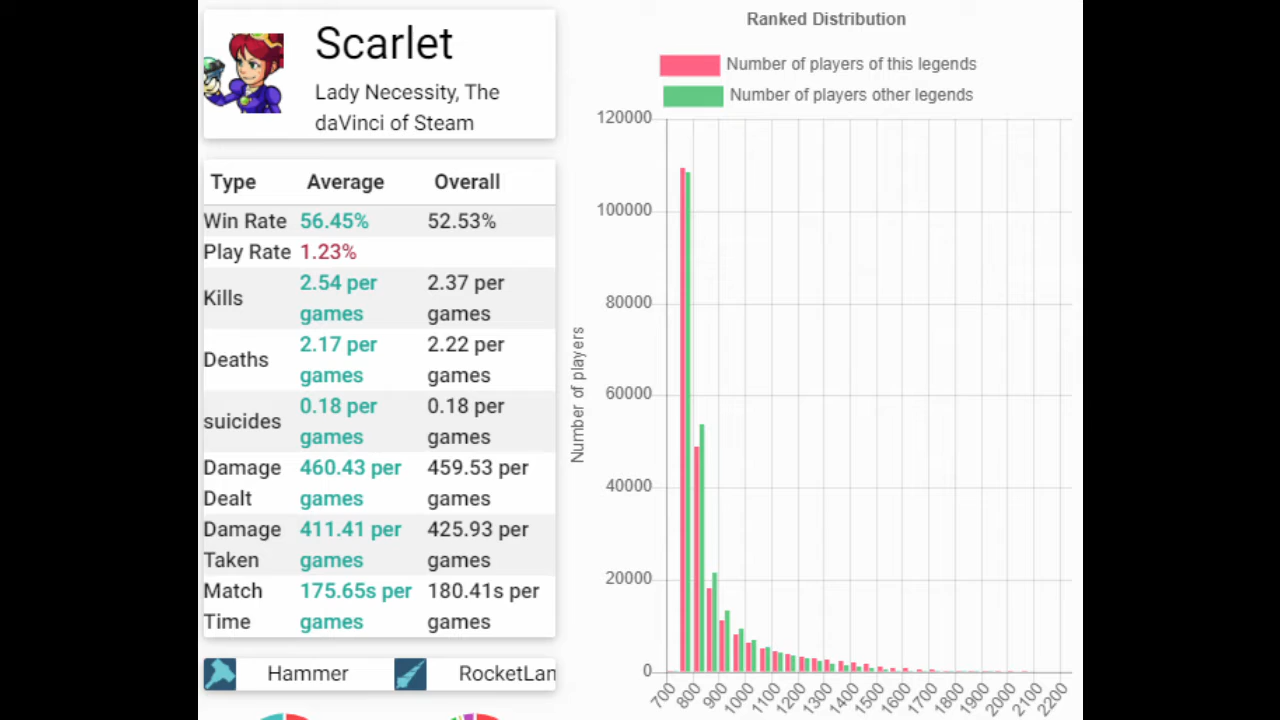 Scarlet
Lady Necessity, The
daVinci of Steam
Type Average Overall
Win Rate 56.45% 52.53%
Play Rate 1.23%
Kills 2.54 per games 2.37 per games
Deaths 2.17 per games 2.22 per games
suicides 0.18 per games 0.18 per games
Damage Dealt 460.43 per games 459.53 per games
Damage Taken 411.41 per games 425.93 per games
Match Time 175.65s per games 180.41s per games
Hammer RocketLan
Ranked Distribution
Number of players of this legends
Number of players other legends
Number of players
120000
100000
80000
60000
40000
20000
0
700 800 900 1000 1100 1200 1300 1400 1500 1600 1700 1800 1900 2000 2100 2200